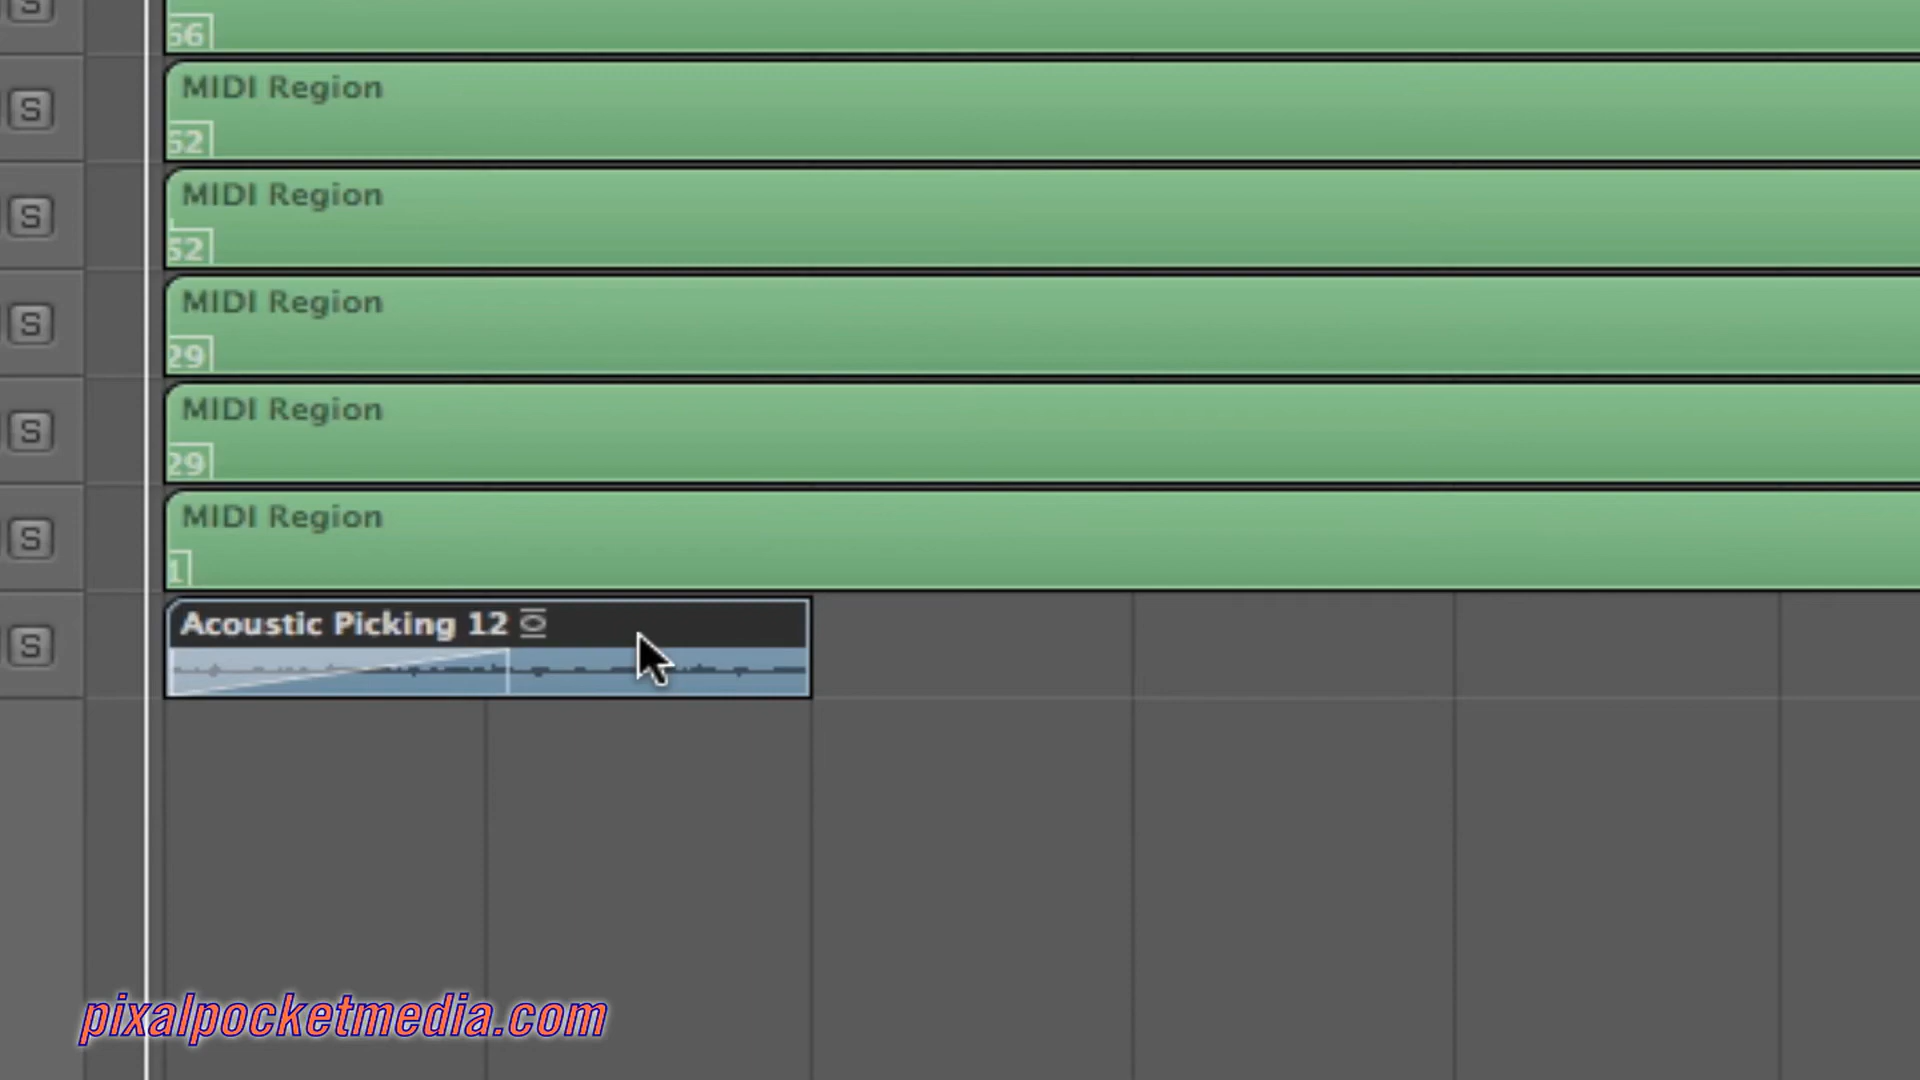 S
66
S
MIDI Region
52
S
MIDI Region
52
S
MIDI Region
29
S
MIDI Region
29
S
MIDI Region
1
S
Acoustic Picking 12
pixalpocketmedia.com